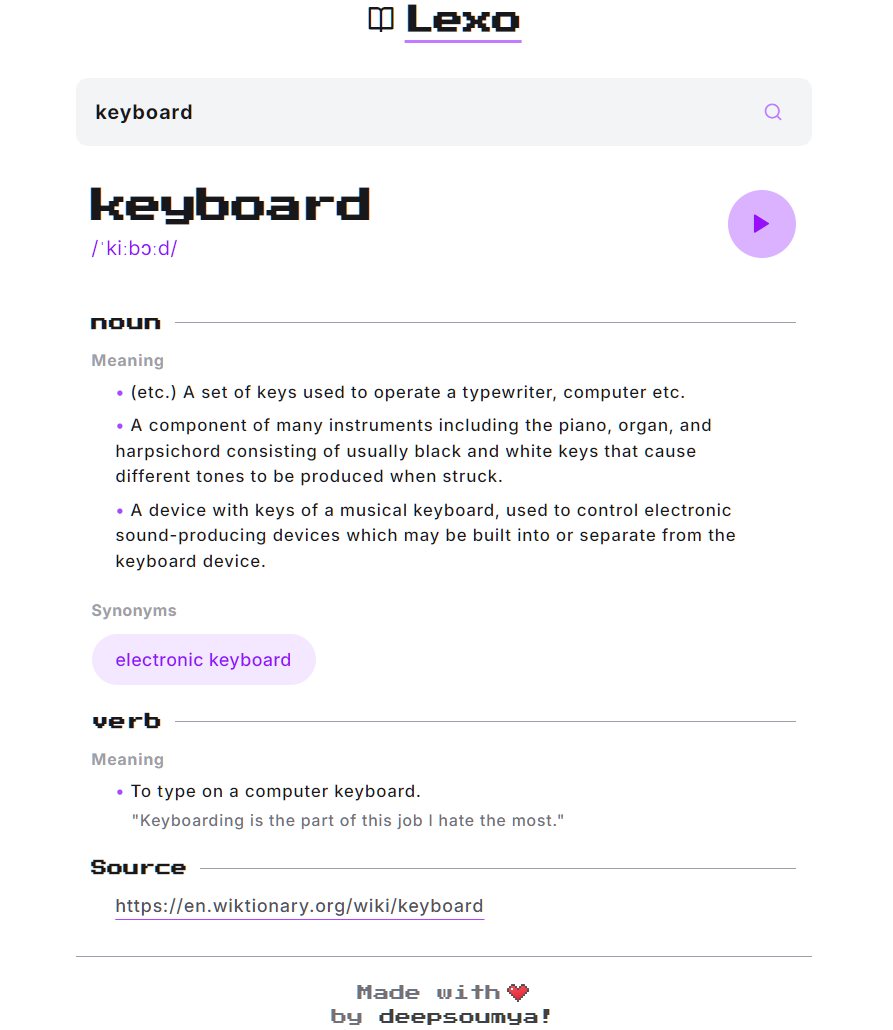 Lexo
keyboard
keyboard
/ˈkiːbɔːd/
noun
Meaning
• (etc.) A set of keys used to operate a typewriter, computer etc.
• A component of many instruments including the piano, organ, and
harpsichord consisting of usually black and white keys that cause
different tones to be produced when struck.
• A device with keys of a musical keyboard, used to control electronic
sound-producing devices which may be built into or separate from the
keyboard device.
Synonyms
electronic keyboard
verb
Meaning
• To type on a computer keyboard.
"Keyboarding is the part of this job I hate the most."
Source
https://en.wiktionary.org/wiki/keyboard
Made with ❤
by deepsoumya!